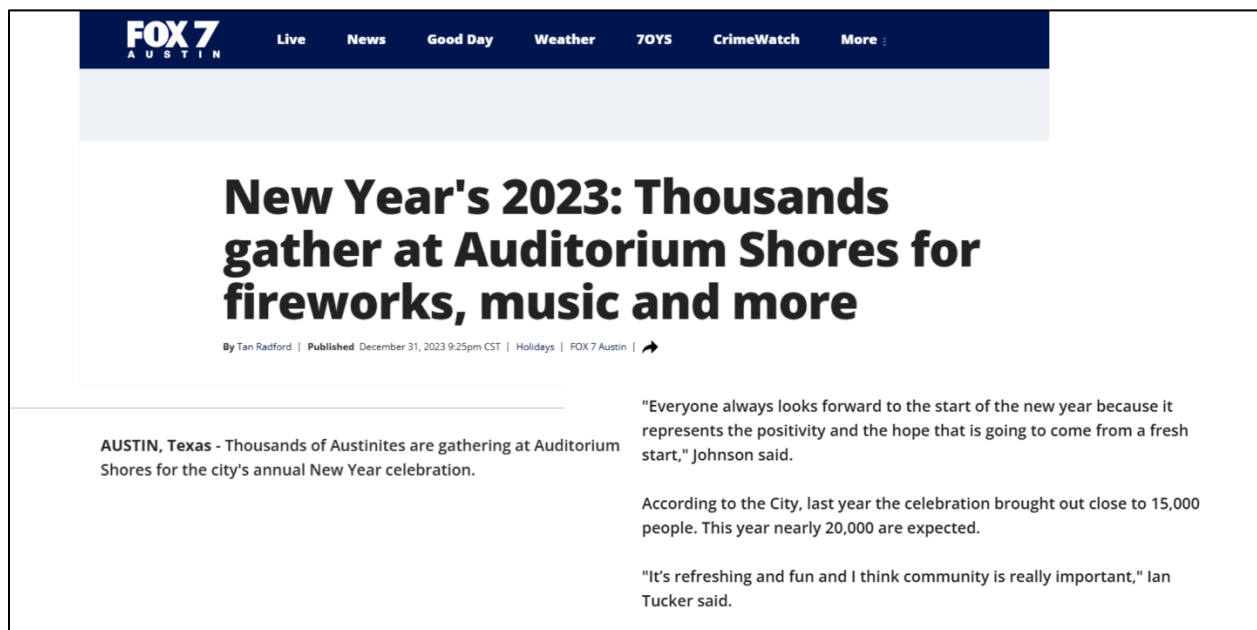 FOX 7
AUSTIN
Live News Good Day Weather 7OYS CrimeWatch More
New Year's 2023: Thousands
gather at Auditorium Shores for
fireworks, music and more
By Tan Radford | Published December 31, 2023 9:25pm CST | Holidays | FOX 7 Austin |
AUSTIN, Texas - Thousands of Austinites are gathering at Auditorium
Shores for the city's annual New Year celebration.
"Everyone always looks forward to the start of the new year because it
represents the positivity and the hope that is going to come from a fresh
start," Johnson said.
According to the City, last year the celebration brought out close to 15,000
people. This year nearly 20,000 are expected.
"It’s refreshing and fun and I think community is really important," Ian
Tucker said.